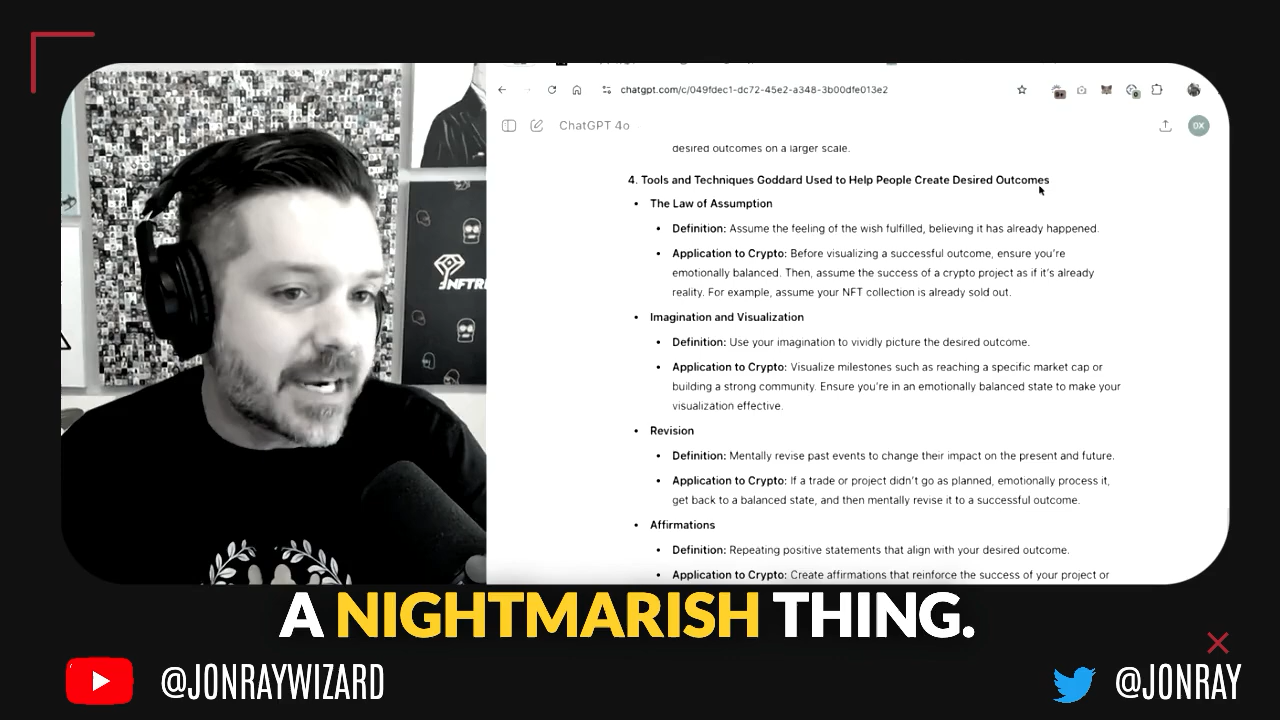 chatgpt.com/c/049fdec1-dc72-45e2-a348-3b00dfe013e2
ChatGPT 4o
DX
desired outcomes on a larger scale.
4. Tools and Techniques Goddard Used to Help People Create Desired Outcomes
• The Law of Assumption
• Definition: Assume the feeling of the wish fulfilled, believing it has already happened.
• Application to Crypto: Before visualizing a successful outcome, ensure you're
emotionally balanced. Then, assume the success of a crypto project as if it's already
reality. For example, assume your NFT collection is already sold out.
• Imagination and Visualization
• Definition: Use your imagination to vividly picture the desired outcome.
• Application to Crypto: Visualize milestones such as reaching a specific market cap or
building a strong community. Ensure you're in an emotionally balanced state to make your
visualization effective.
• Revision
• Definition: Mentally revise past events to change their impact on the present and future.
• Application to Crypto: If a trade or project didn't go as planned, emotionally process it,
get back to a balanced state, and then mentally revise it to a successful outcome.
• Affirmations
• Definition: Repeating positive statements that align with your desired outcome.
• Application to Crypto: Create affirmations that reinforce the success of your project or
A NIGHTMARISH THING.
@JONRAYWIZARD
@JONRAY